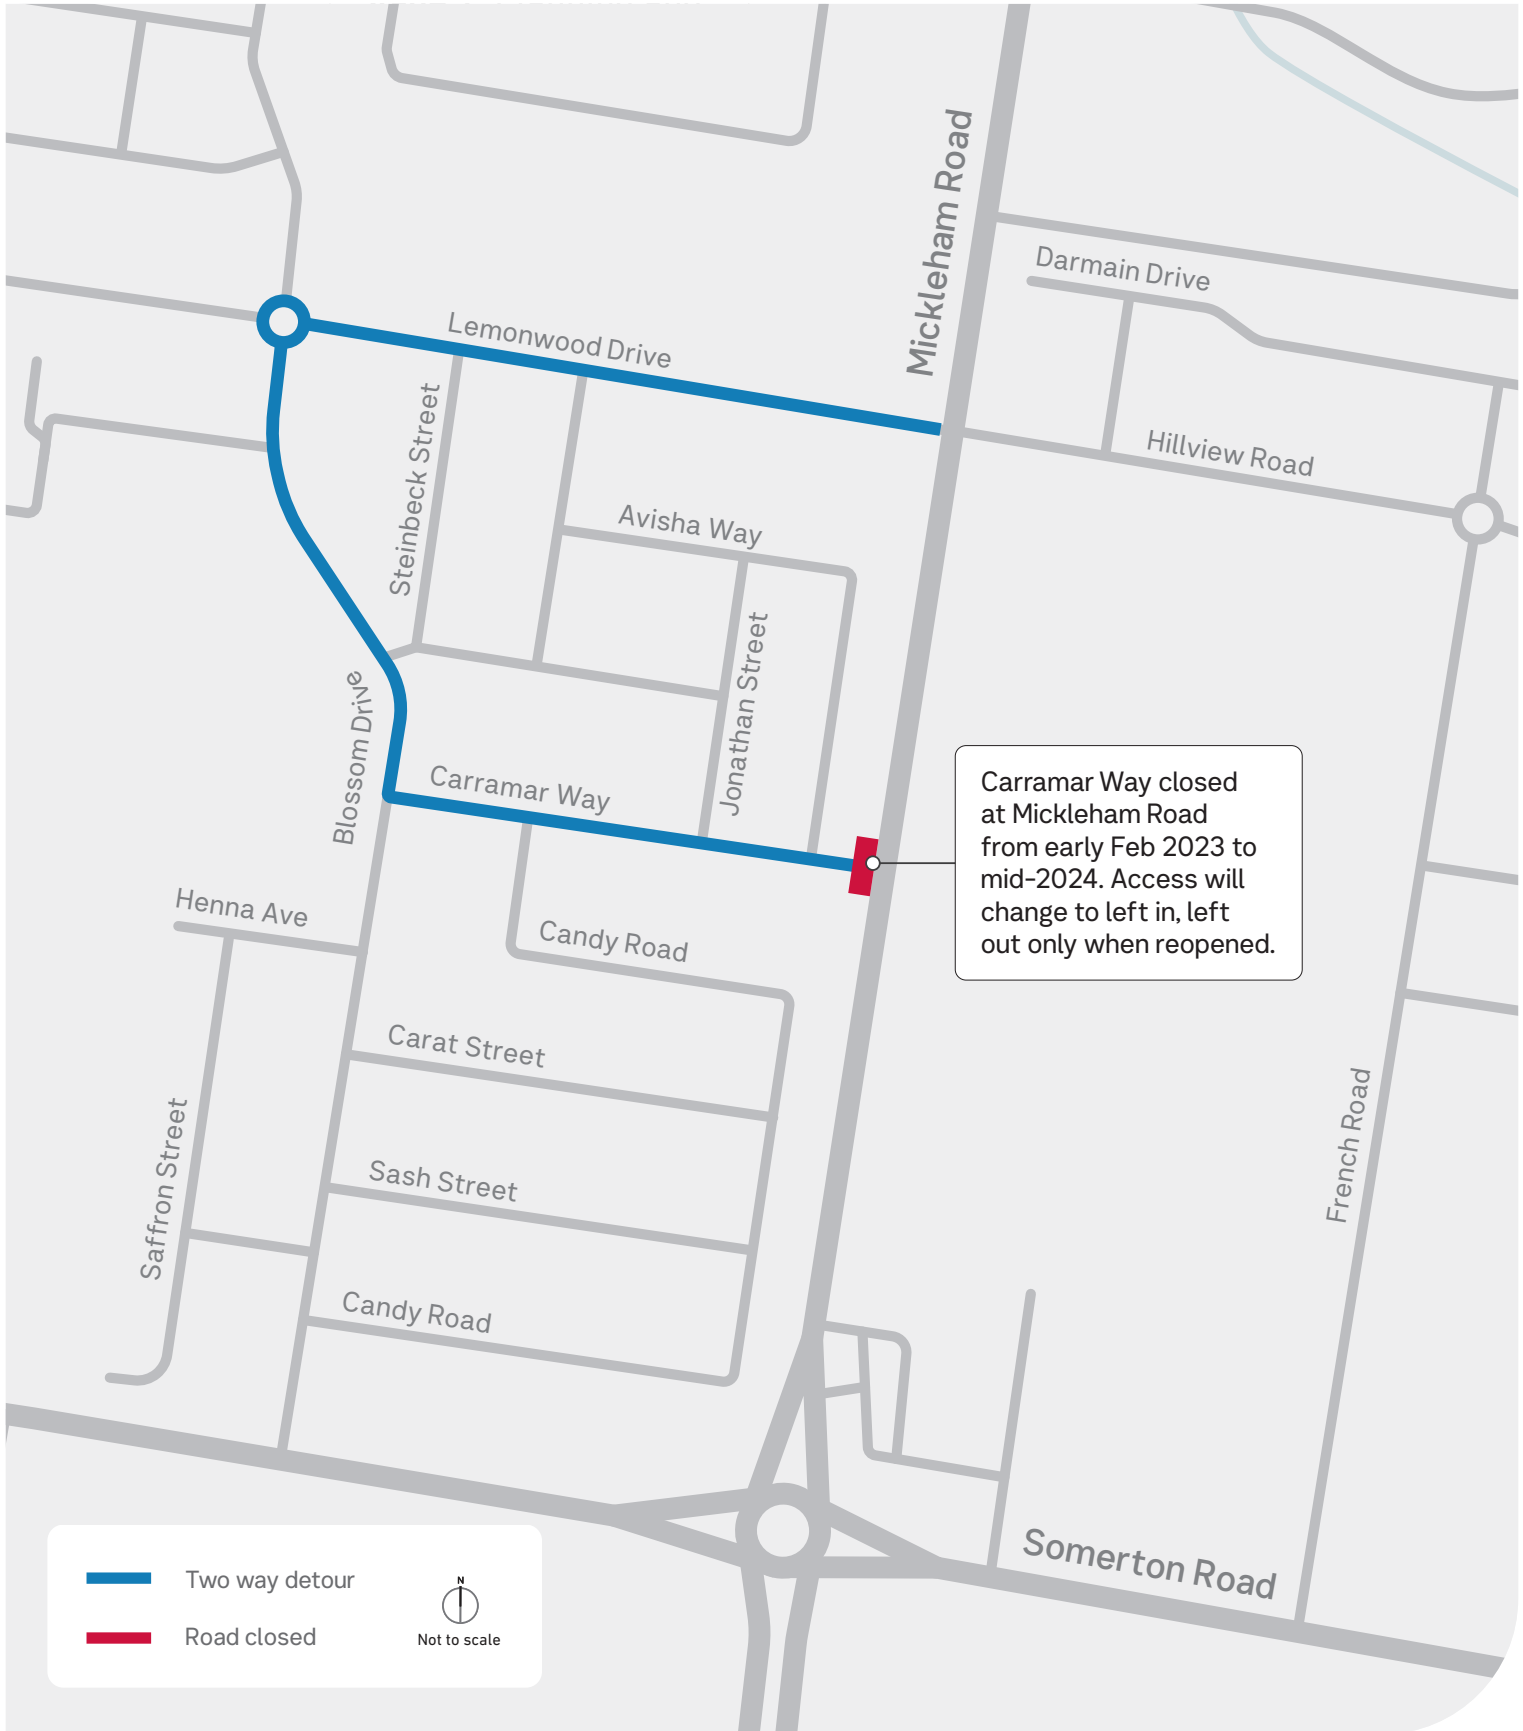 Mickleham Road
Darmain Drive
Lemonwood Drive
Hillview Road
Steinbeck Street
Avisha Way
Jonathan Street
Blossom Drive
Carramar Way
Carramar Way closed
at Mickleham Road
from early Feb 2023 to
mid-2024. Access will
change to left in, left
out only when reopened.
Henna Ave
Candy Road
Carat Street
French Road
Saffron Street
Sash Street
Candy Road
Somerton Road
Two way detour
Road closed
N
Not to scale